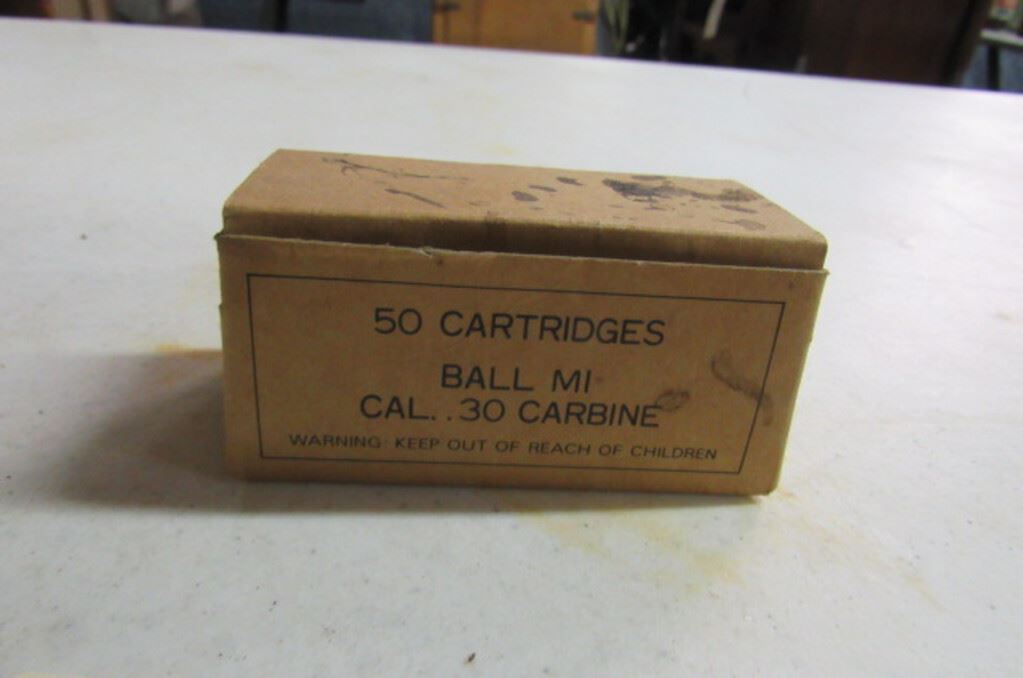 50 CARTRIDGES
BALL MI
CAL. .30 CARBINE
WARNING: KEEP OUT OF REACH OF CHILDREN